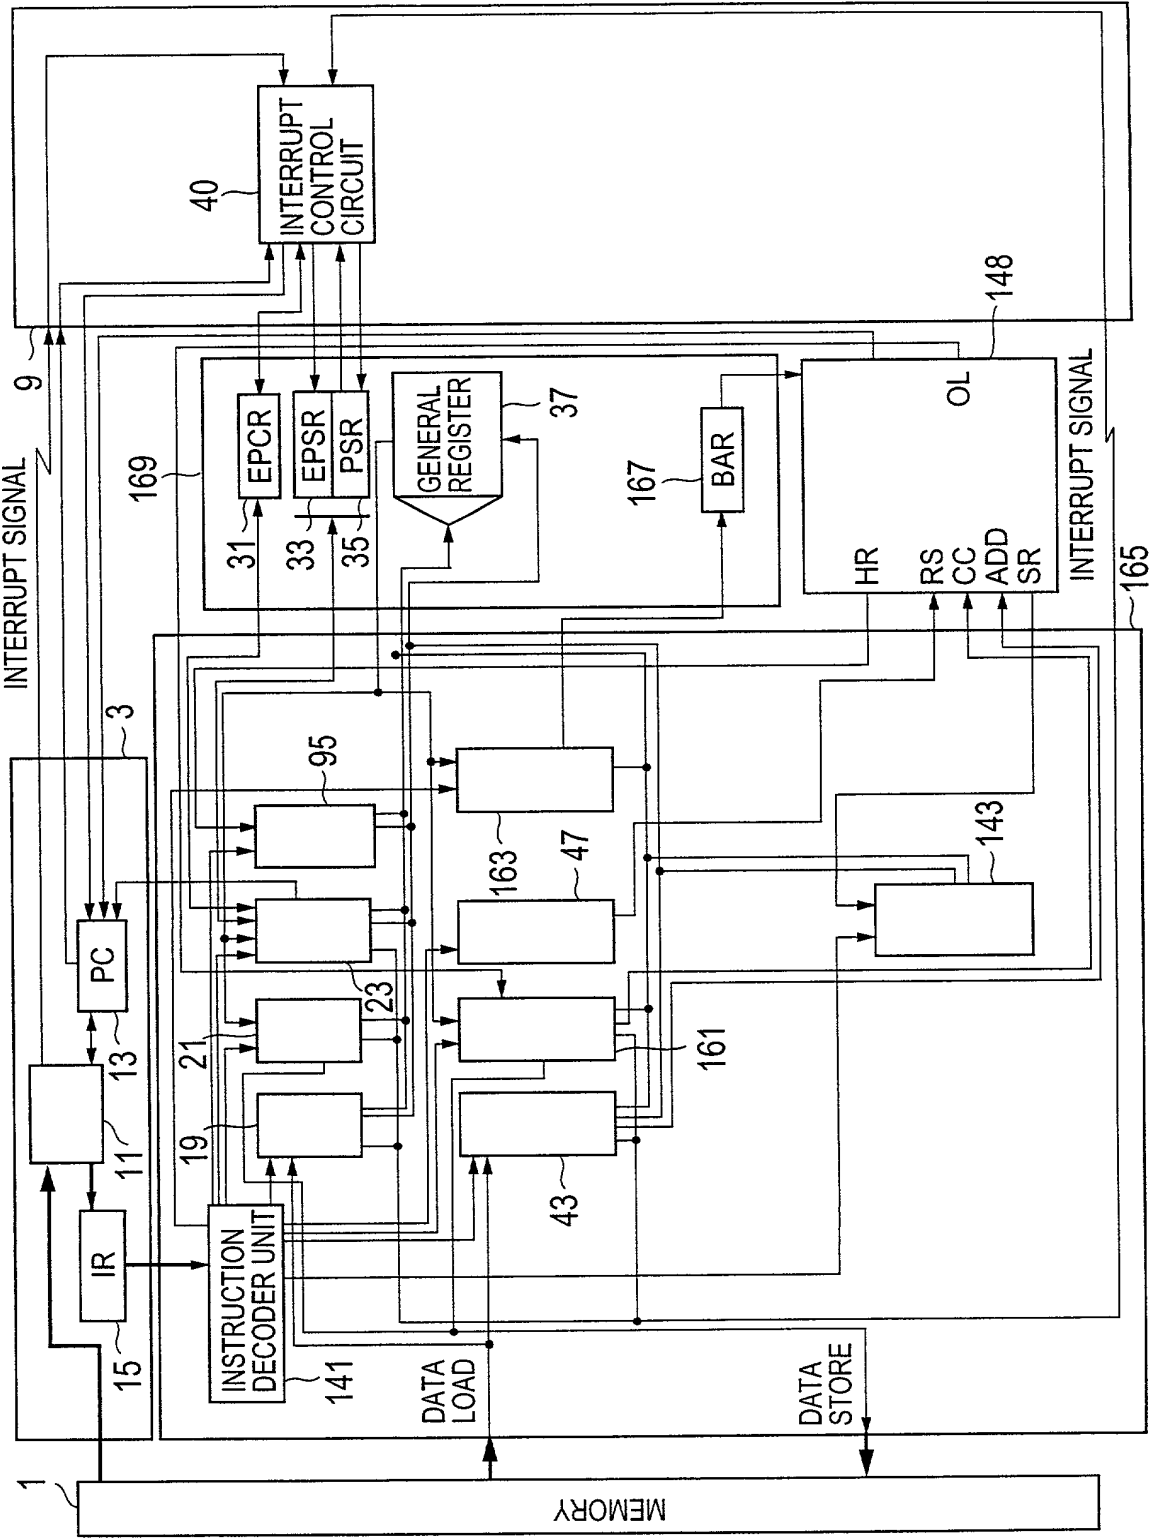 1
MEMORY
3
INTERRUPT SIGNAL
9
9
15
IR
11
13
PC
40
INTERRUPT
CONTROL
CIRCUIT
141
INSTRUCTION
DECODER UNIT
19
21
23
95
169
31
EPCR
33
EPSR
35
PSR
GENERAL
REGISTER
37
DATA
LOAD
43
161
47
163
167
BAR
DATA
STORE
143
HR
RS
CC
ADD
SR
OL
148
INTERRUPT SIGNAL
165